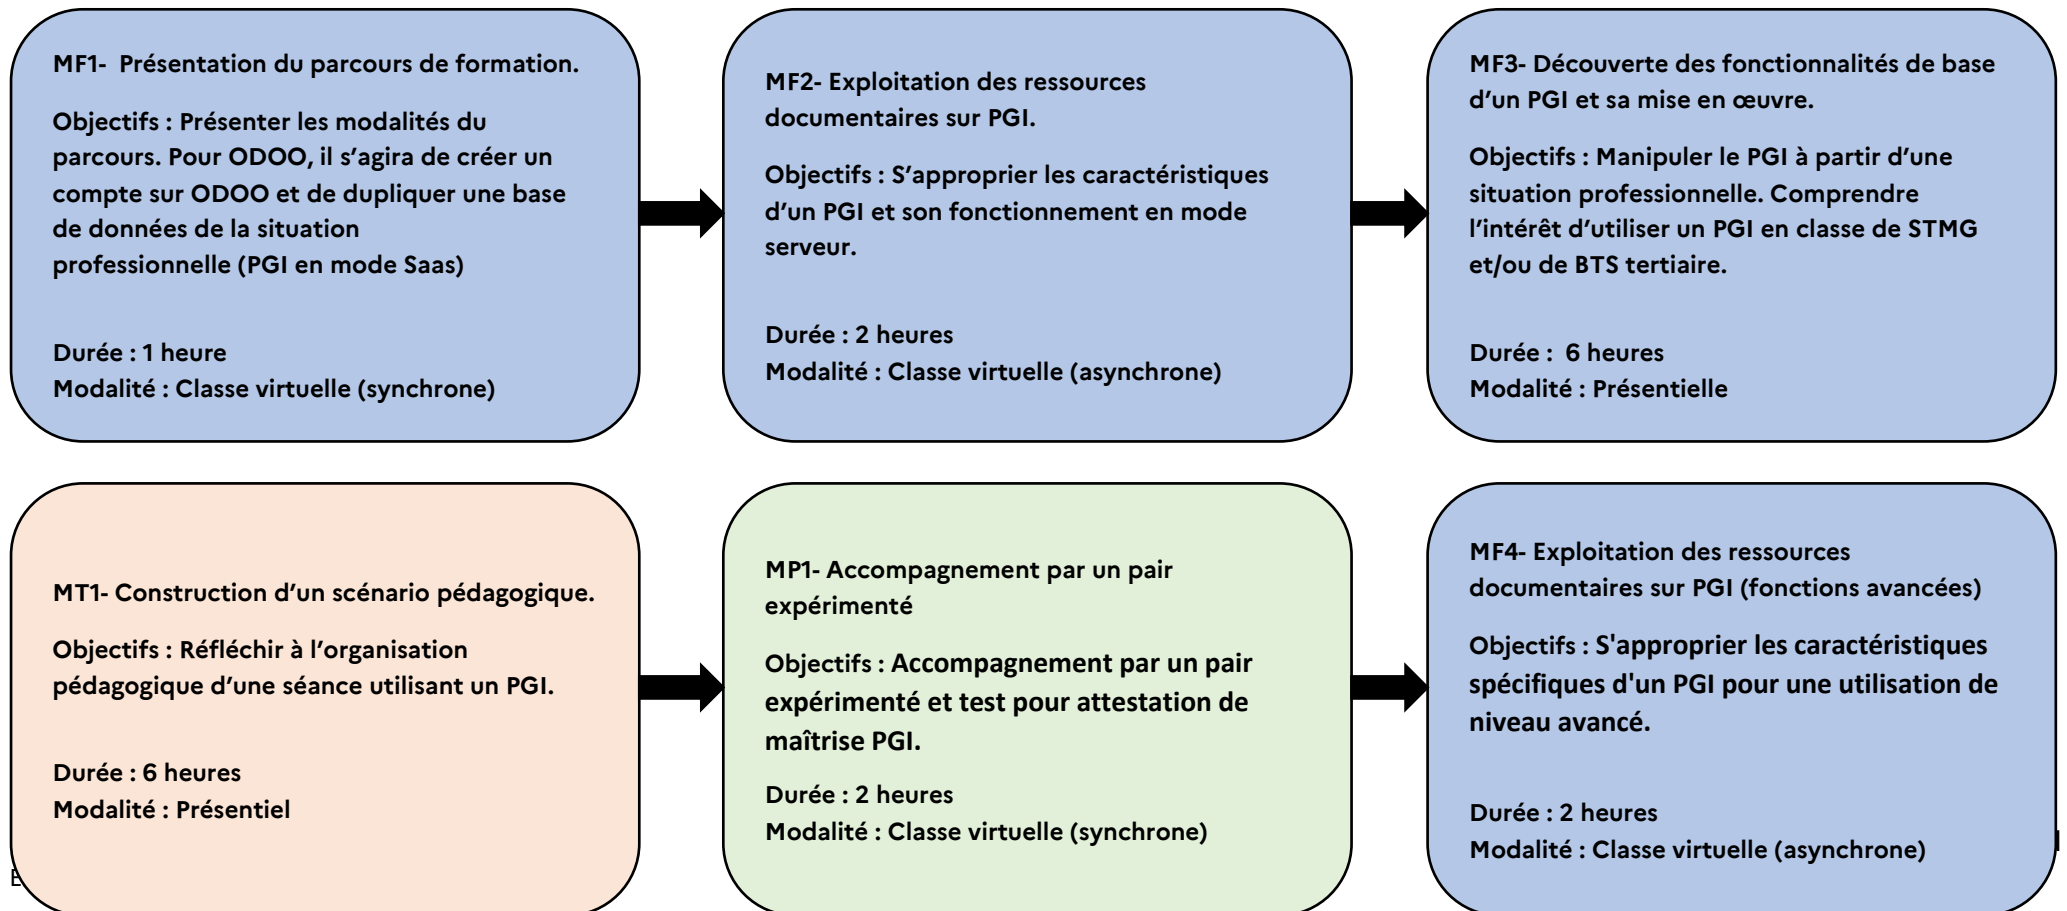 MF1- Présentation du parcours de formation.
Objectifs : Présenter les modalités du
parcours. Pour ODOO, il s’agira de créer un
compte sur ODOO et de dupliquer une base
de données de la situation
professionnelle (PGI en mode Saas)
Durée : 1 heure
Modalité : Classe virtuelle (synchrone)
MF2- Exploitation des ressources
documentaires sur PGI.
Objectifs : S’approprier les caractéristiques
d’un PGI et son fonctionnement en mode
serveur.
Durée : 2 heures
Modalité : Classe virtuelle (asynchrone)
MF3- Découverte des fonctionnalités de base
d’un PGI et sa mise en œuvre.
Objectifs : Manipuler le PGI à partir d’une
situation professionnelle. Comprendre
l’intérêt d’utiliser un PGI en classe de STMG
et/ou de BTS tertiaire.
Durée : 6 heures
Modalité : Présentielle
MT1- Construction d’un scénario pédagogique.
Objectifs : Réfléchir à l’organisation
pédagogique d’une séance utilisant un PGI.
Durée : 6 heures
Modalité : Présentiel
MP1- Accompagnement par un pair
expérimenté
Objectifs : Accompagnement par un pair
expérimenté et test pour attestation de
maîtrise PGI.
Durée : 2 heures
Modalité : Classe virtuelle (synchrone)
MF4- Exploitation des ressources
documentaires sur PGI (fonctions avancées)
Objectifs : S'approprier les caractéristiques
spécifiques d'un PGI pour une utilisation de
niveau avancé.
Durée : 2 heures
Modalité : Classe virtuelle (asynchrone)